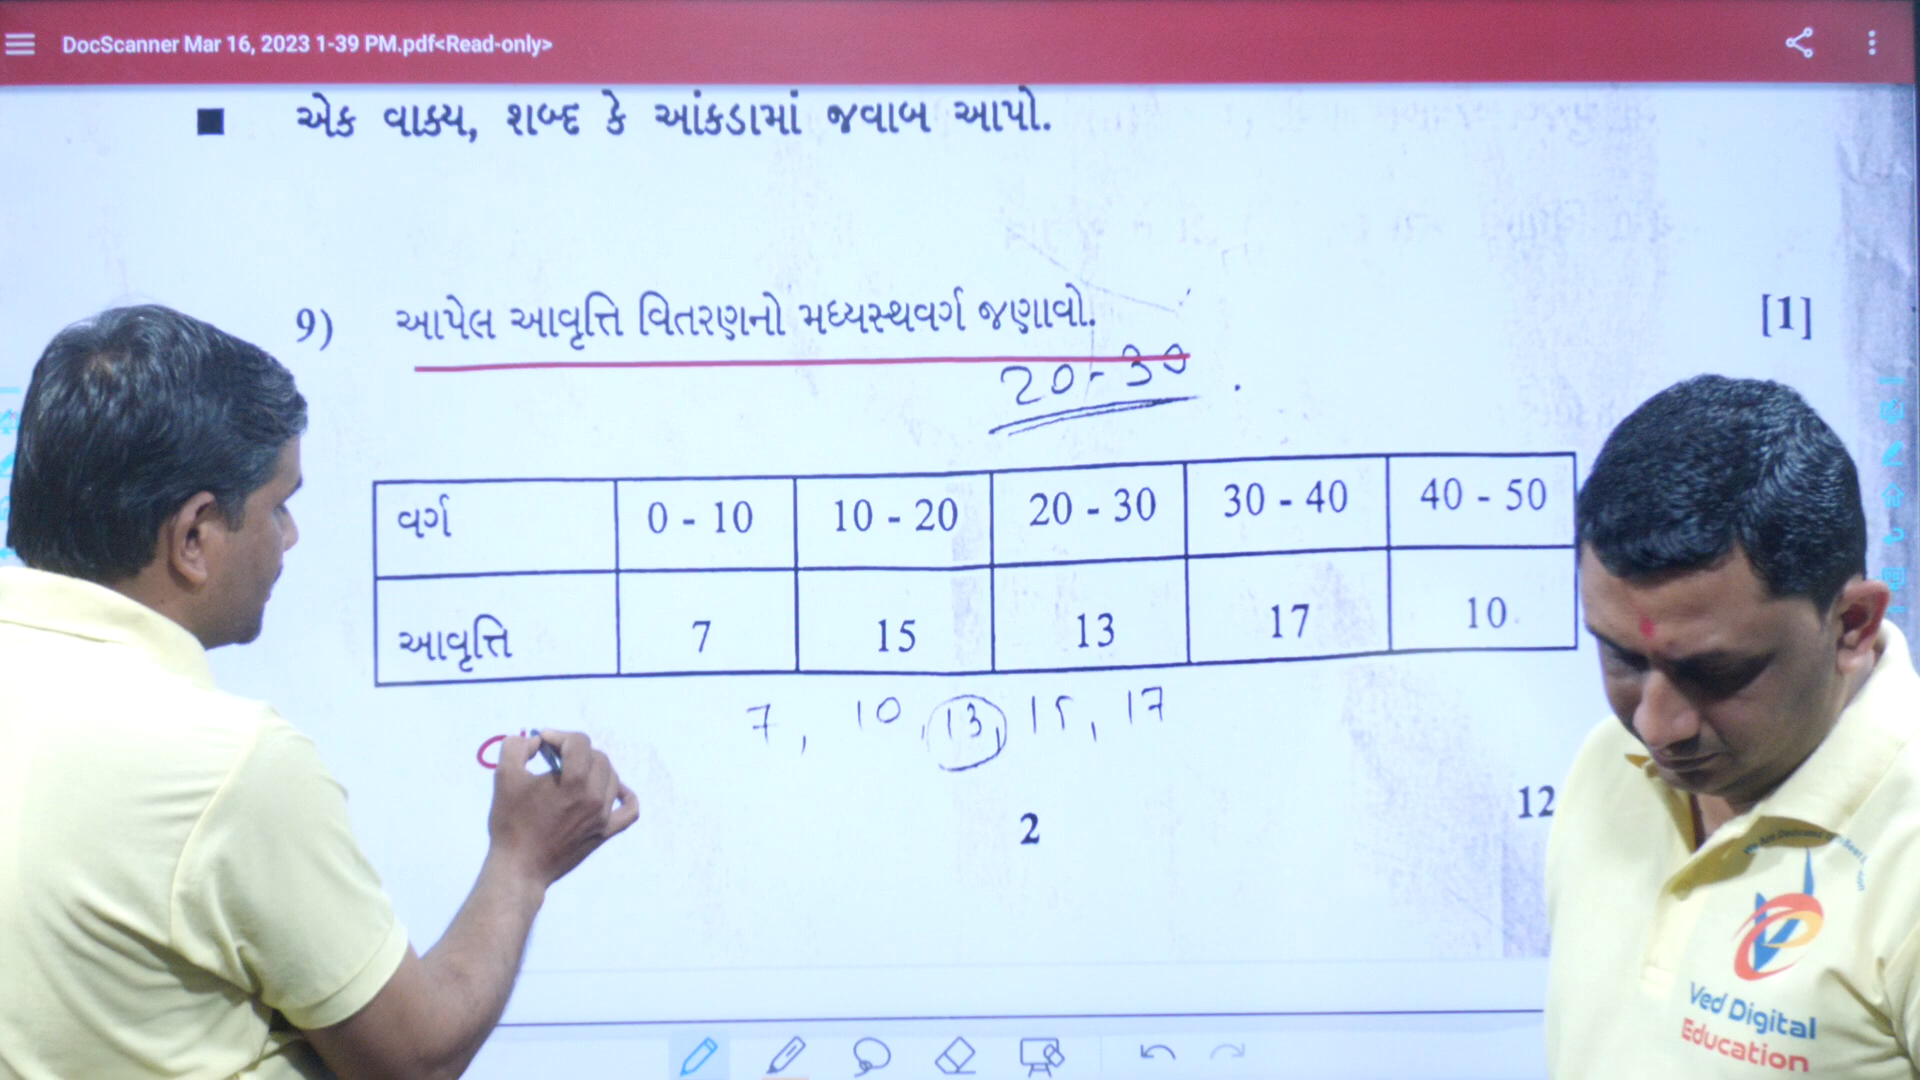 DocScanner Mar 16, 2023 1-39 PM.pdf<Read-only>
■ એક વાક્ય, શબ્દ કે આંકડામાં જવાબ આપો.
9) આપેલ આવૃત્તિ વિતરણનો મધ્યસ્થવર્ગ જણાવો. [1]
20-30
વર્ગ 0 - 10 10 - 20 20 - 30 30 - 40 40 - 50
આવૃત્તિ 7 15 13 17 10
7, 10, 13, 15, 17
2 12
Ved Digital
Education